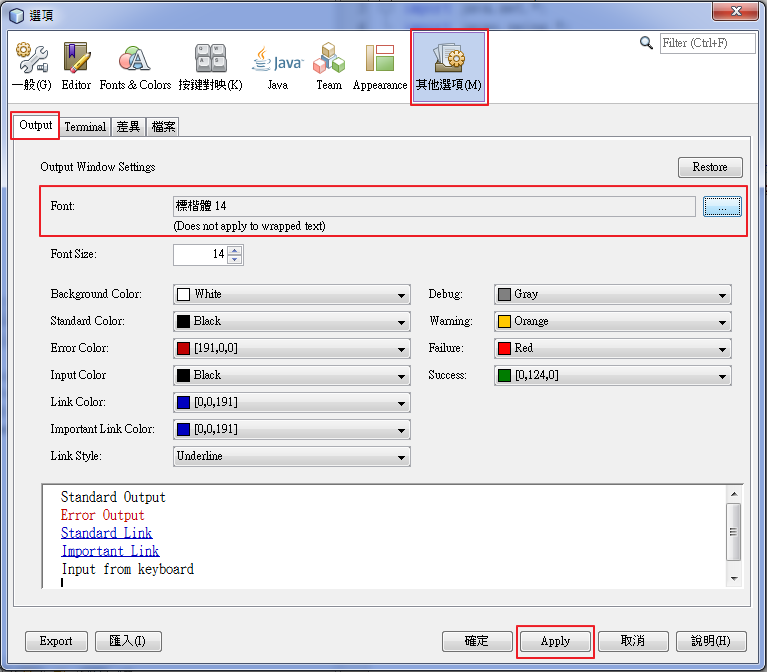 選項
import java.net.*;
Filter (Ctrl+F)
一般(G) Editor Fonts & Colors 按鍵對映(K) Java Team Appearance 其他選項(M)
Output Terminal 差異 檔案
Output Window Settings Restore
Font: 標楷體 14 ...
(Does not apply to wrapped text)
Font Size: 14
Background Color: White Debug: Gray
Standard Color: Black Warning: Orange
Error Color: [191,0,0] Failure: Red
Input Color Black Success: [0,124,0]
Link Color: [0,0,191]
Important Link Color: [0,0,191]
Link Style: Underline
Standard Output
Error Output
Standard Link
Important Link
Input from keyboard
Export 匯入(I) 確定 Apply 取消 說明(H)